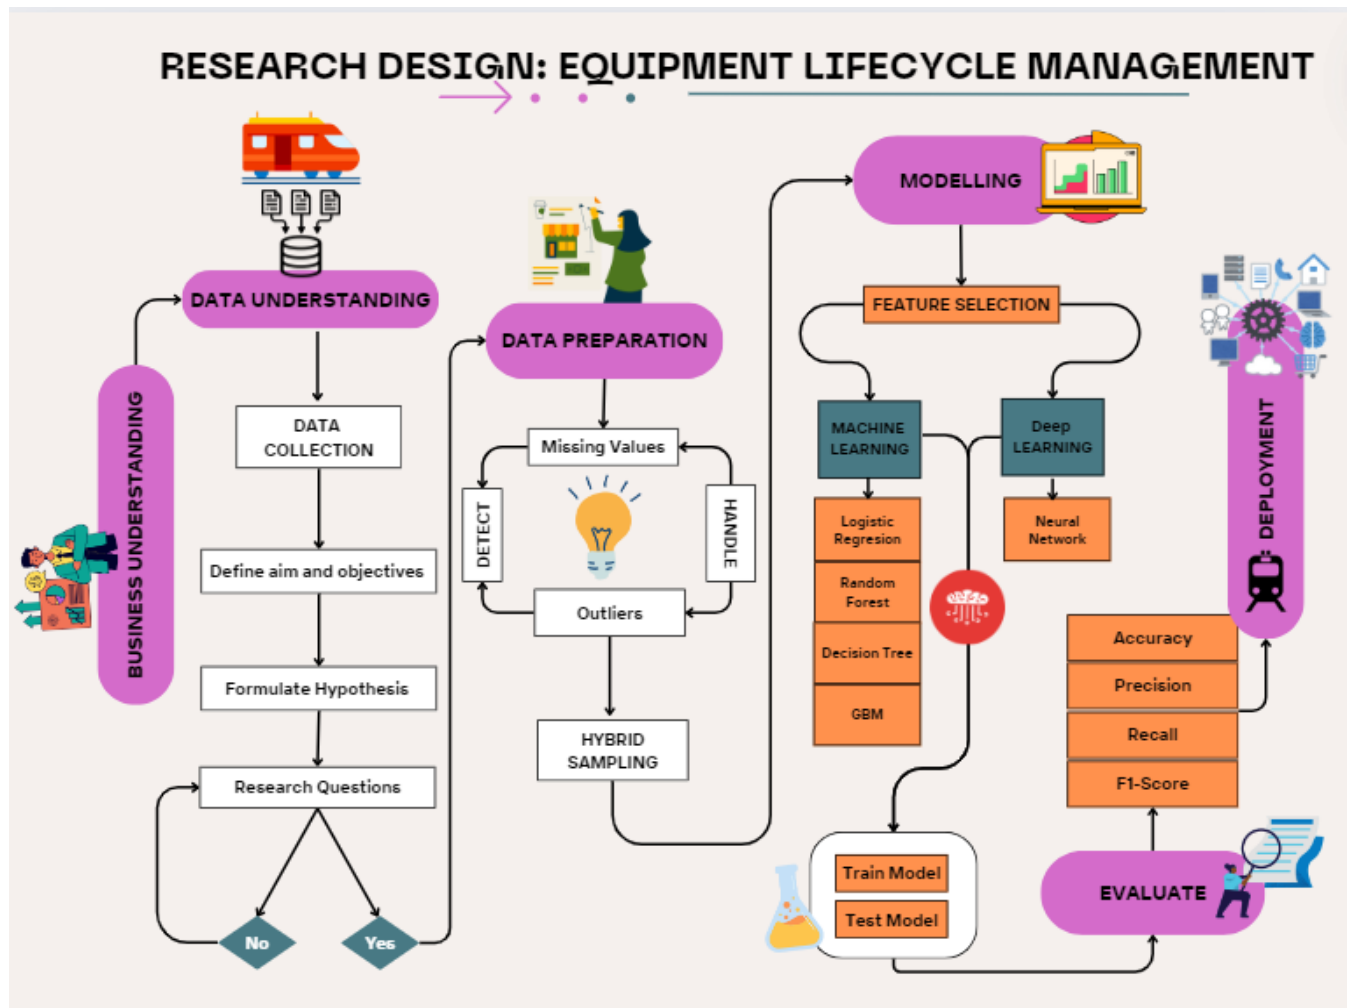 RESEARCH DESIGN: EQUIPMENT LIFECYCLE MANAGEMENT
BUSINESS UNDERSTANDING
DATA UNDERSTANDING
DATA
COLLECTION
Define aim and objectives
Formulate Hypothesis
Research Questions
No
Yes
DATA PREPARATION
Missing Values
DETECT
HANDLE
Outliers
HYBRID
SAMPLING
MODELLING
FEATURE SELECTION
MACHINE
LEARNING
Deep
LEARNING
Logistic
Regresion
Random
Forest
Decision Tree
GBM
Neural
Network
Train Model
Test Model
EVALUATE
Accuracy
Precision
Recall
F1-Score
DEPLOYMENT